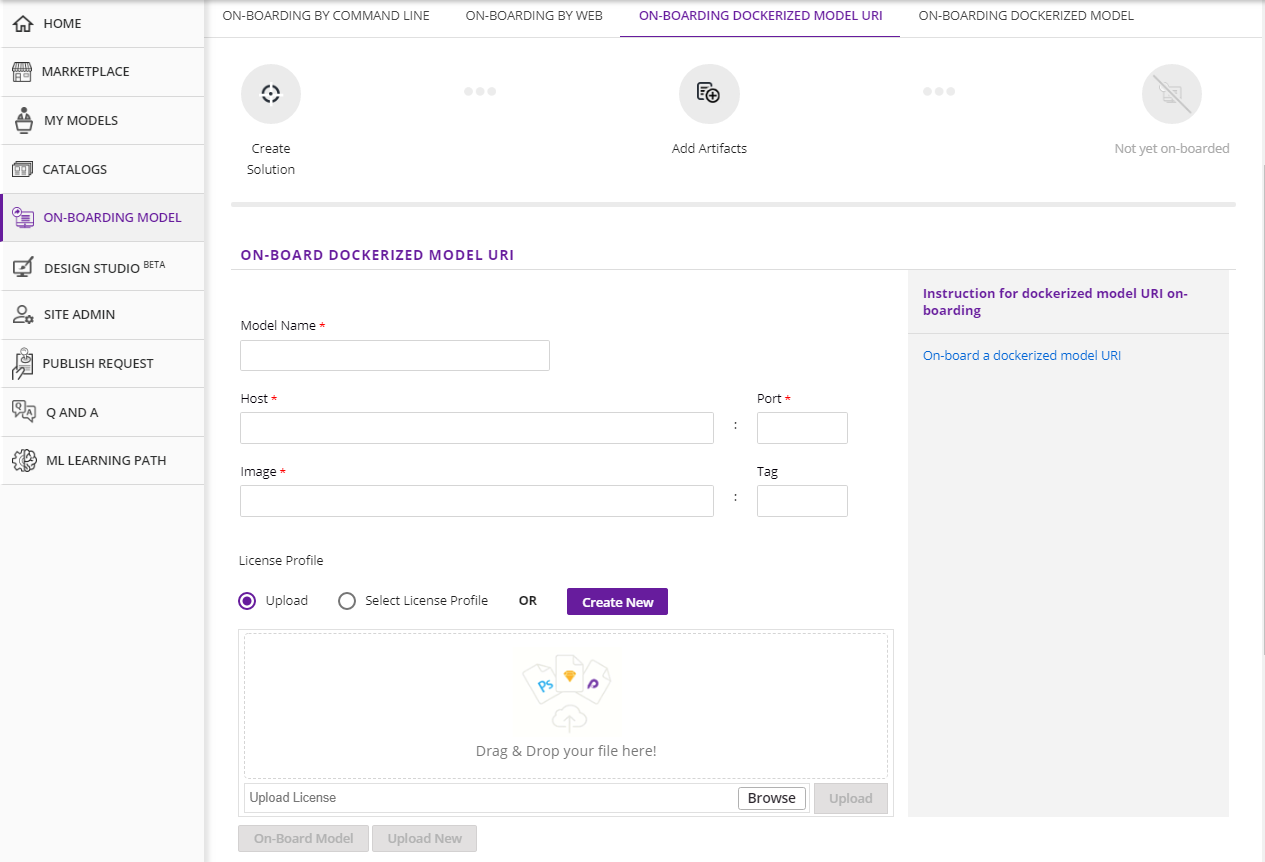 HOME
MARKETPLACE
MY MODELS
CATALOGS
ON-BOARDING MODEL
DESIGN STUDIO BETA
SITE ADMIN
PUBLISH REQUEST
Q AND A
ML LEARNING PATH
ON-BOARDING BY COMMAND LINE ON-BOARDING BY WEB ON-BOARDING DOCKERIZED MODEL URI ON-BOARDING DOCKERIZED MODEL
Create
Solution
Add Artifacts
Not yet on-boarded
ON-BOARD DOCKERIZED MODEL URI
Model Name *
Host * Port *
:
Image * Tag
:
License Profile
Upload Select License Profile OR Create New
Ps
Drag & Drop your file here!
Upload License Browse Upload
On-Board Model Upload New
Instruction for dockerized model URI on-
boarding
On-board a dockerized model URI